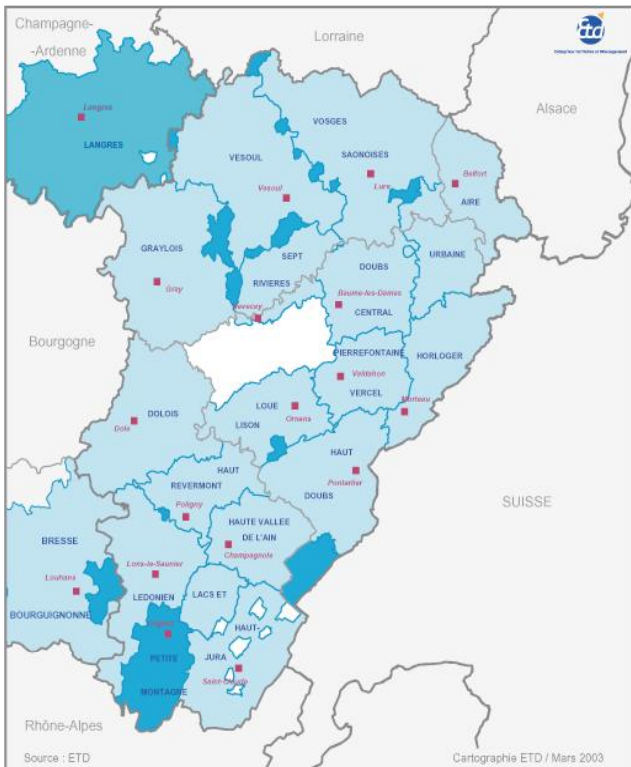 Champagne-
-Ardenne
Lorraine
Etd
Alsace
Langres
LANGRES
VOSGES
VESOUL
SAONOISES
Vesoul
Lure
Belfort
AIRE
GRAYLOIS
SEPT
DOUBS
URBAINE
Gray
RIVIERES
Baume-les-Dames
CENTRAL
Bourgogne
PIERREFONTAINE
HORLOGER
Valdahon
VERCEL
Morteau
LOUE
DOLOIS
Ornans
Dole
LISON
HAUT
HAUT
REVERMONT
Pontarlier
DOUBS
Poligny
SUISSE
HAUTE VALLEE
DE L'AIN
BRESSE
Champagnole
Lons-le-Saunier
Louhans
LEDONIEN
LACS ET
BOURGUIGNONNE
HAUT-
PETITE
JURA
Saint-Claude
MONTAGNE
Rhône-Alpes
Source : ETD
Cartographie ETD / Mars 2003